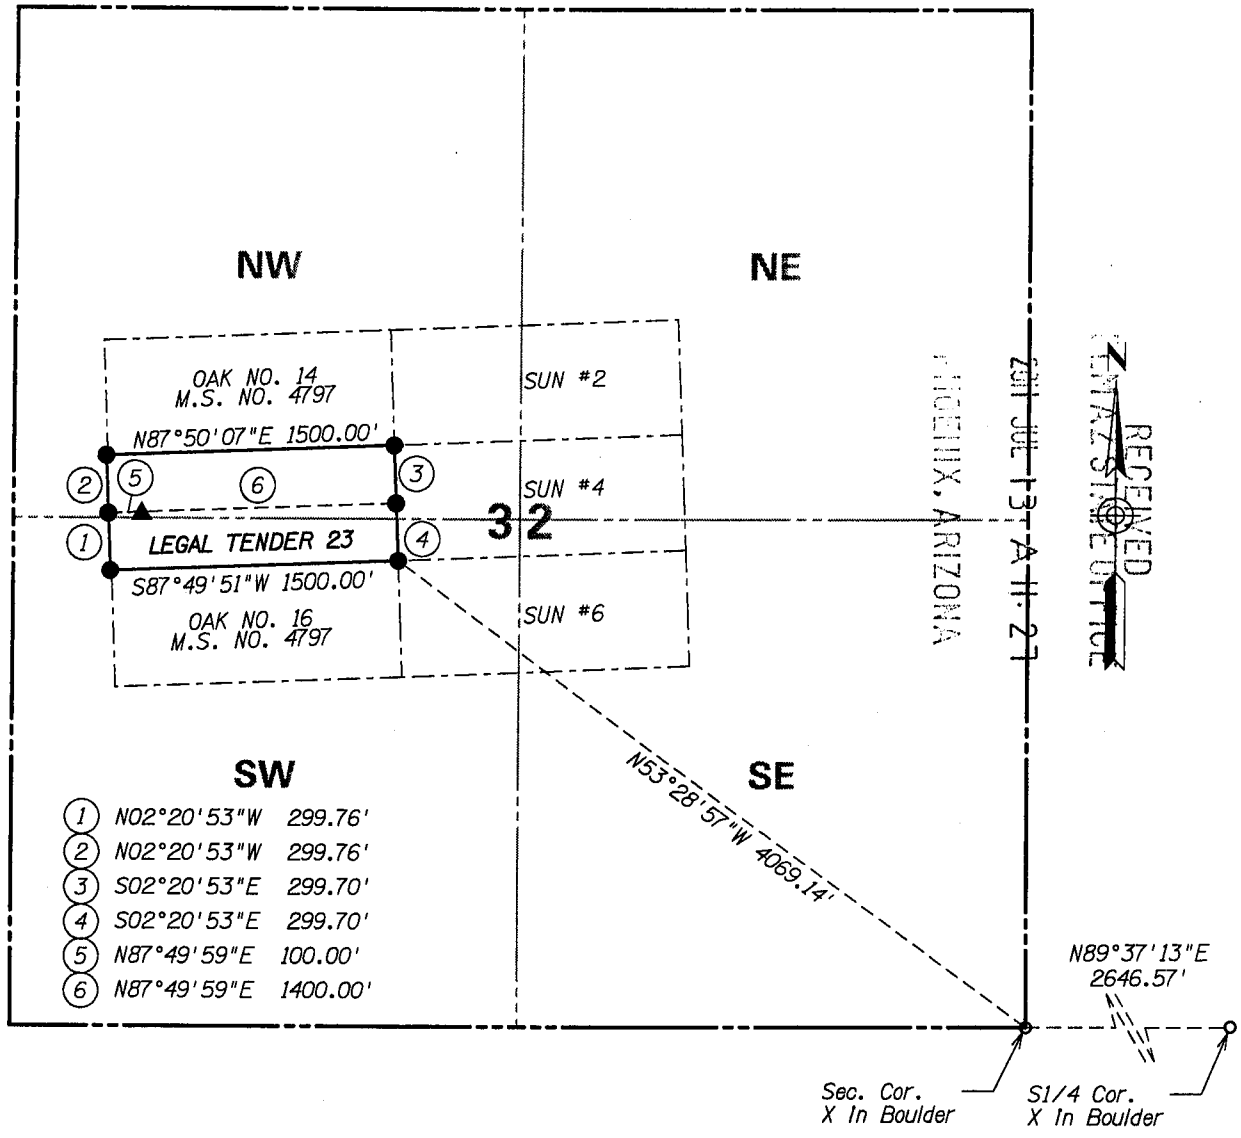 NW
NE
OAK NO. 14
M.S. NO. 4797
SUN #2
N87°50'07"E 1500.00'
2
5
6
3
SUN #4
32
1
LEGAL TENDER 23
4
S87°49'51"W 1500.00'
OAK NO. 16
M.S. NO. 4797
SUN #6
SW
SE
N53°28'57"W 4069.14'
1 N02°20'53"W 299.76'
2 N02°20'53"W 299.76'
3 S02°20'53"E 299.70'
4 S02°20'53"E 299.70'
5 N87°49'59"E 100.00'
6 N87°49'59"E 1400.00'
N89°37'13"E
2646.57'
Sec. Cor.
X In Boulder
S1/4 Cor.
X In Boulder
N
RECEIVED
2011 JUL 13 A 11:27
PHOENIX, ARIZONA